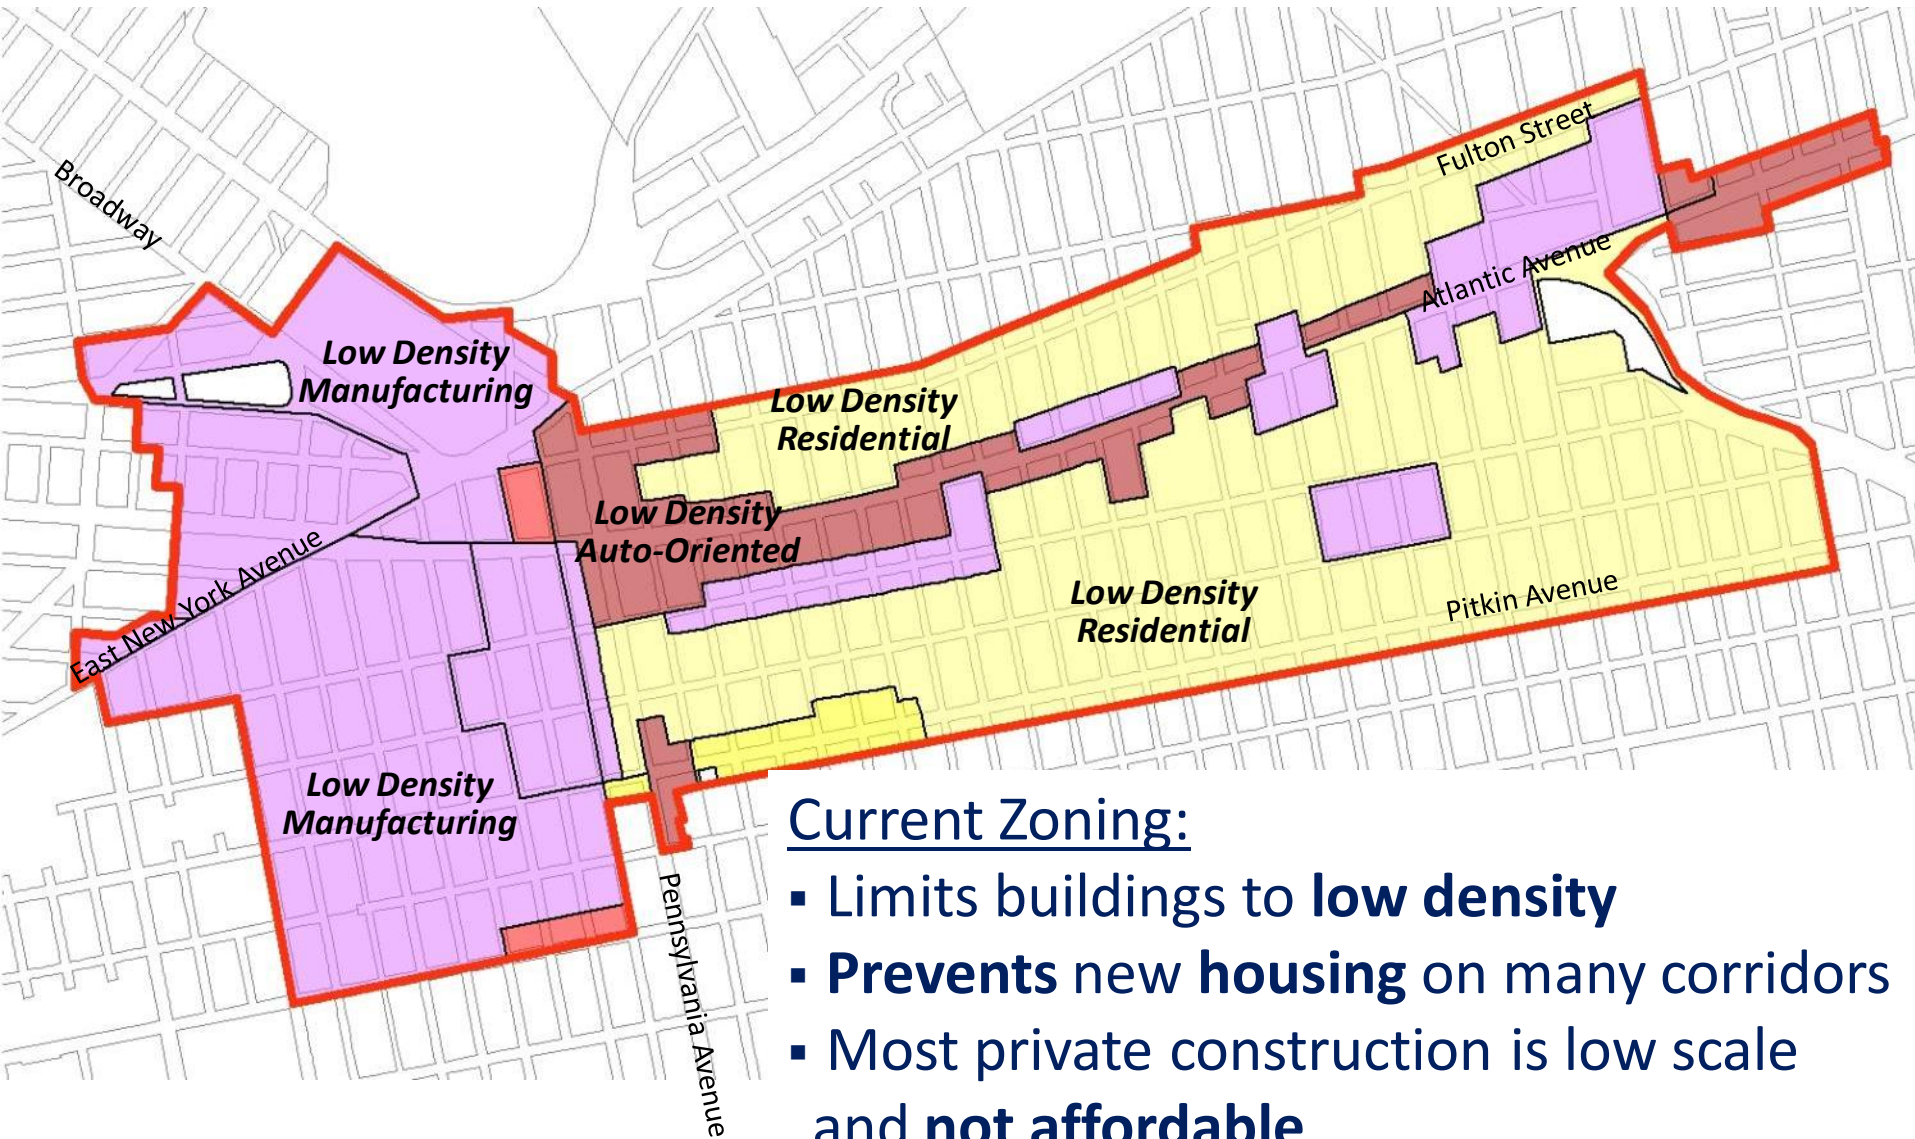 Fulton Street
Broadway
Atlantic Avenue
Low Density
Manufacturing
Low Density
Residential
Low Density
Auto-Oriented
East New York Avenue
Low Density
Residential
Pitkin Avenue
Low Density
Manufacturing
Pennsylvania Avenue
Current Zoning:
▪ Limits buildings to low density
▪ Prevents new housing on many corridors
▪ Most private construction is low scale
and not affordable